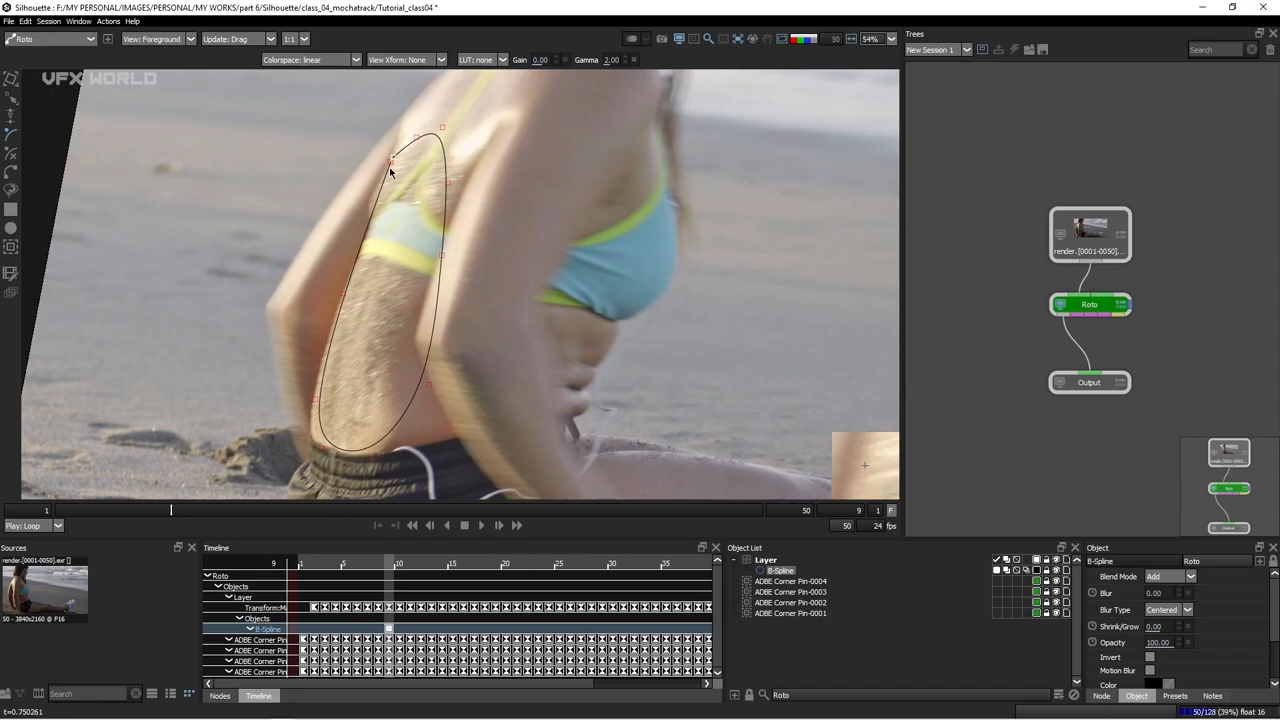 Silhouette : F:/MY PERSONAL/IMAGES/PERSONAL/MY WORKS/part 6/Silhouette/class_04_mochatrack/Tutorial_class04 *
File Edit Session Window Actions Help
Roto View: Foreground Update: Drag 1:1 50 54%
Colorspace: linear View Xform: None LUT: none Gain 0.00 Gamma 2.00
VFX WORLD
Trees
New Session 1 Search
render.[0001-0050]....
Roto
Output
1 50 9 1 F
Play: Loop 50 24 fps
Sources
render.[0001-0050].exr []
50 - 3840x2160 @ F16
Search
Timeline
9 1 5 10 15 20 25 30 35
Roto
Objects
Layer
Transform:M
Objects
B-Spline
ADBE Corner Pin
ADBE Corner Pin
ADBE Corner Pin
ADBE Corner Pin
Nodes Timeline
Object List
Layer
B-Spline
ADBE Corner Pin-0004
ADBE Corner Pin-0003
ADBE Corner Pin-0002
ADBE Corner Pin-0001
Roto
Object
B-Spline Roto
Blend Mode Add
Blur 0.00
Blur Type Centered
Shrink/Grow 0.00
Opacity 100.00
Invert
Motion Blur
Color
Node Object Presets Notes
t=0.750261 50/128 (39%) float 16